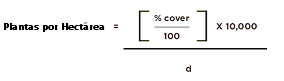 Plantas por Hectárea = [ % cover / 100 ] X 10,000
d